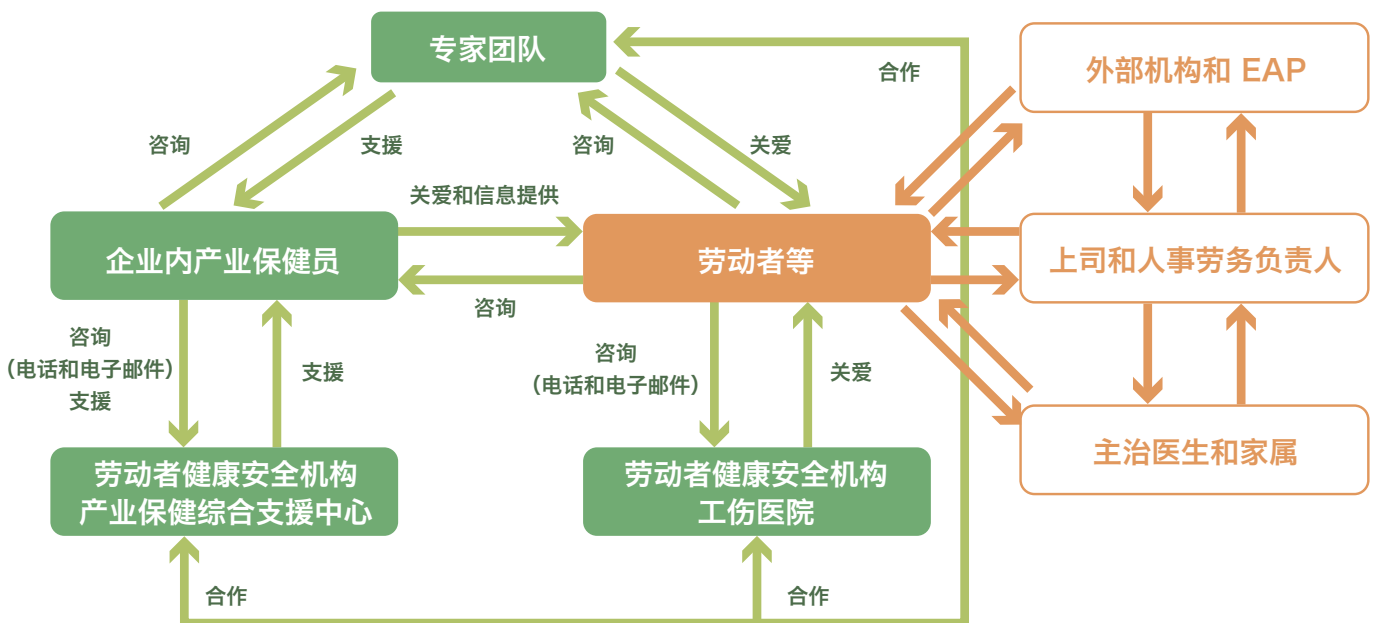 专家团队
外部机构和 EAP
合作
咨询
支援
咨询
关爱
关爱和信息提供
企业内产业保健员
劳动者等
上司和人事劳务负责人
咨询
咨询
（电话和电子邮件）
支援
支援
咨询
（电话和电子邮件）
关爱
主治医生和家属
劳动者健康安全机构
产业保健综合支援中心
劳动者健康安全机构
工伤医院
合作
合作